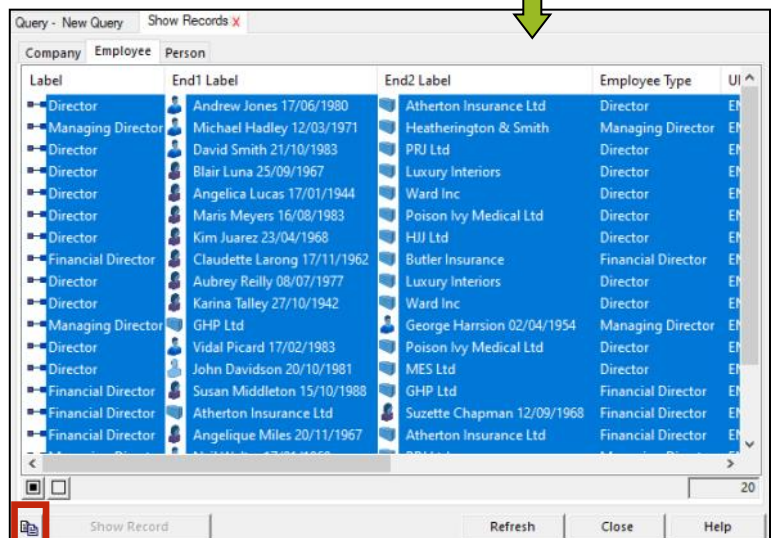 Query - New Query Show Records X
Company Employee Person
Label End1 Label End2 Label Employee Type
Director Andrew Jones 17/06/1980 Atherton Insurance Ltd Director
Managing Director Michael Hadley 12/03/1971 Heatherington & Smith Managing Director
Director David Smith 21/10/1983 PRJ Ltd Director
Director Blair Luna 25/09/1967 Luxury Interiors Director
Director Angelica Lucas 17/01/1944 Ward Inc Director
Director Maris Meyers 16/08/1983 Poison Ivy Medical Ltd Director
Director Kim Juarez 23/04/1968 HJJ Ltd Director
Financial Director Claudette Larong 17/11/1962 Butler Insurance Financial Director
Director Aubrey Reilly 08/07/1977 Luxury Interiors Director
Director Karina Talley 27/10/1942 Ward Inc Director
Managing Director GHP Ltd George Harrsion 02/04/1954 Managing Director
Director Vidal Picard 17/02/1983 Poison Ivy Medical Ltd Director
Director John Davidson 20/10/1981 MES Ltd Director
Financial Director Susan Middleton 15/10/1988 GHP Ltd Financial Director
Financial Director Atherton Insurance Ltd Suzette Chapman 12/09/1968 Financial Director
Financial Director Angelique Miles 20/11/1967 Atherton Insurance Ltd Financial Director
20
Show Record Refresh Close Help